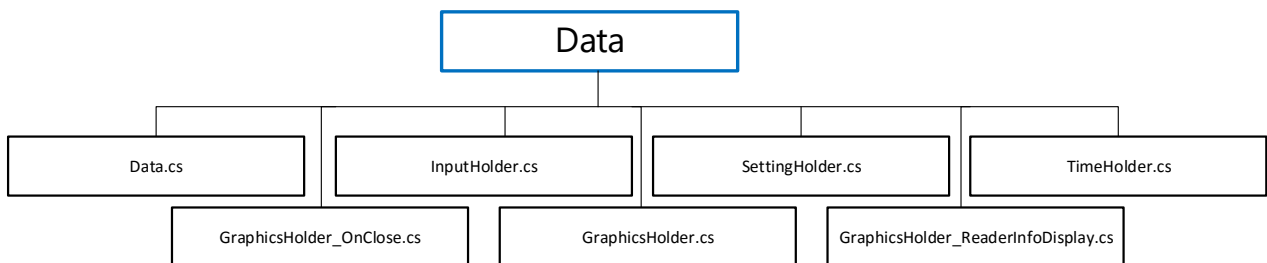 Data
Data.cs
InputHolder.cs
SettingHolder.cs
TimeHolder.cs
GraphicsHolder_OnClose.cs
GraphicsHolder.cs
GraphicsHolder_ReaderInfoDisplay.cs